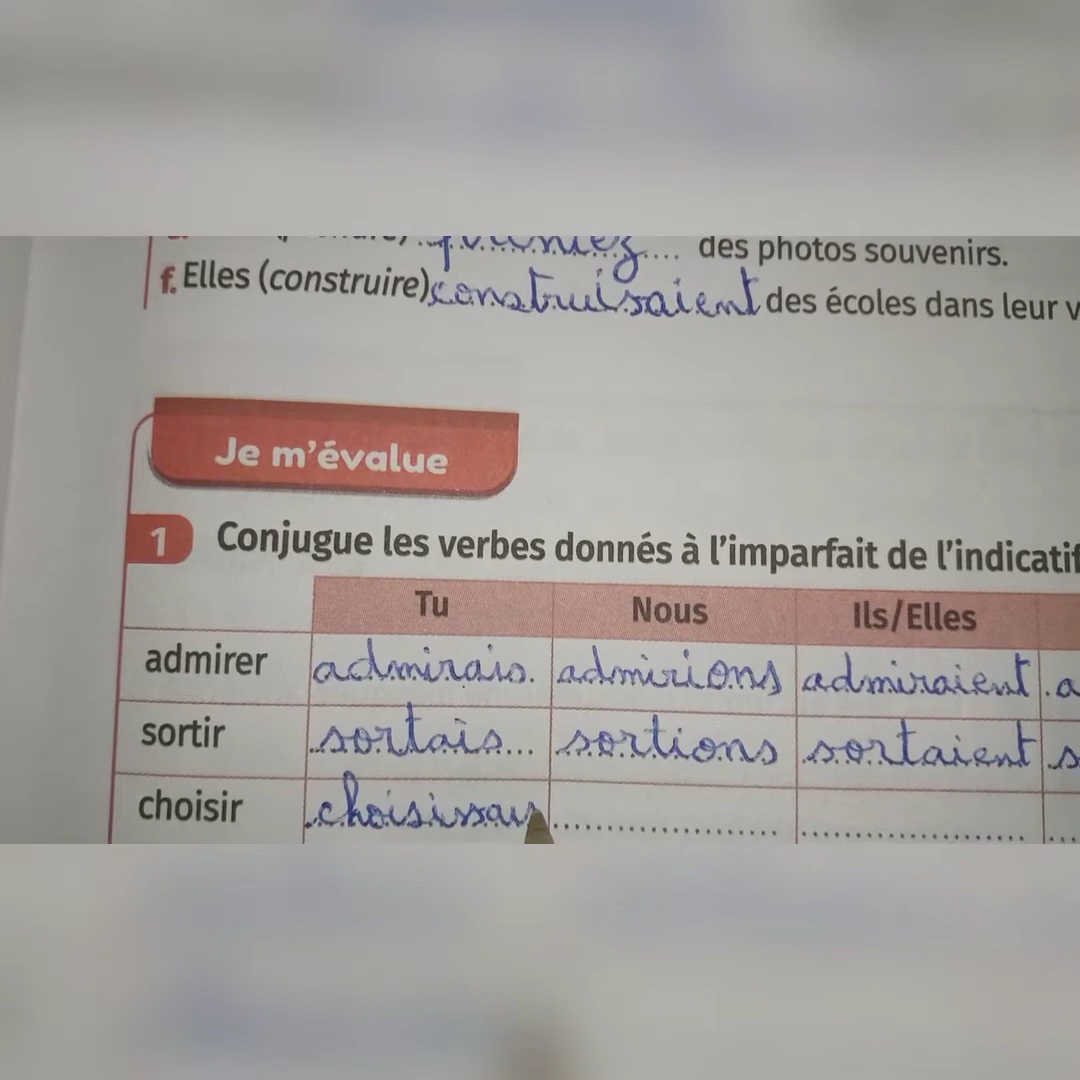 des photos souvenirs.
f. Elles (construire) construisaient des écoles dans leur
Je m'évalue
1 Conjugue les verbes donnés à l'imparfait de l'indicatif
Tu Nous Ils/Elles
admirer admirais. admirions admiraient
sortir sortais... sortions sortaient
choisir choisissais